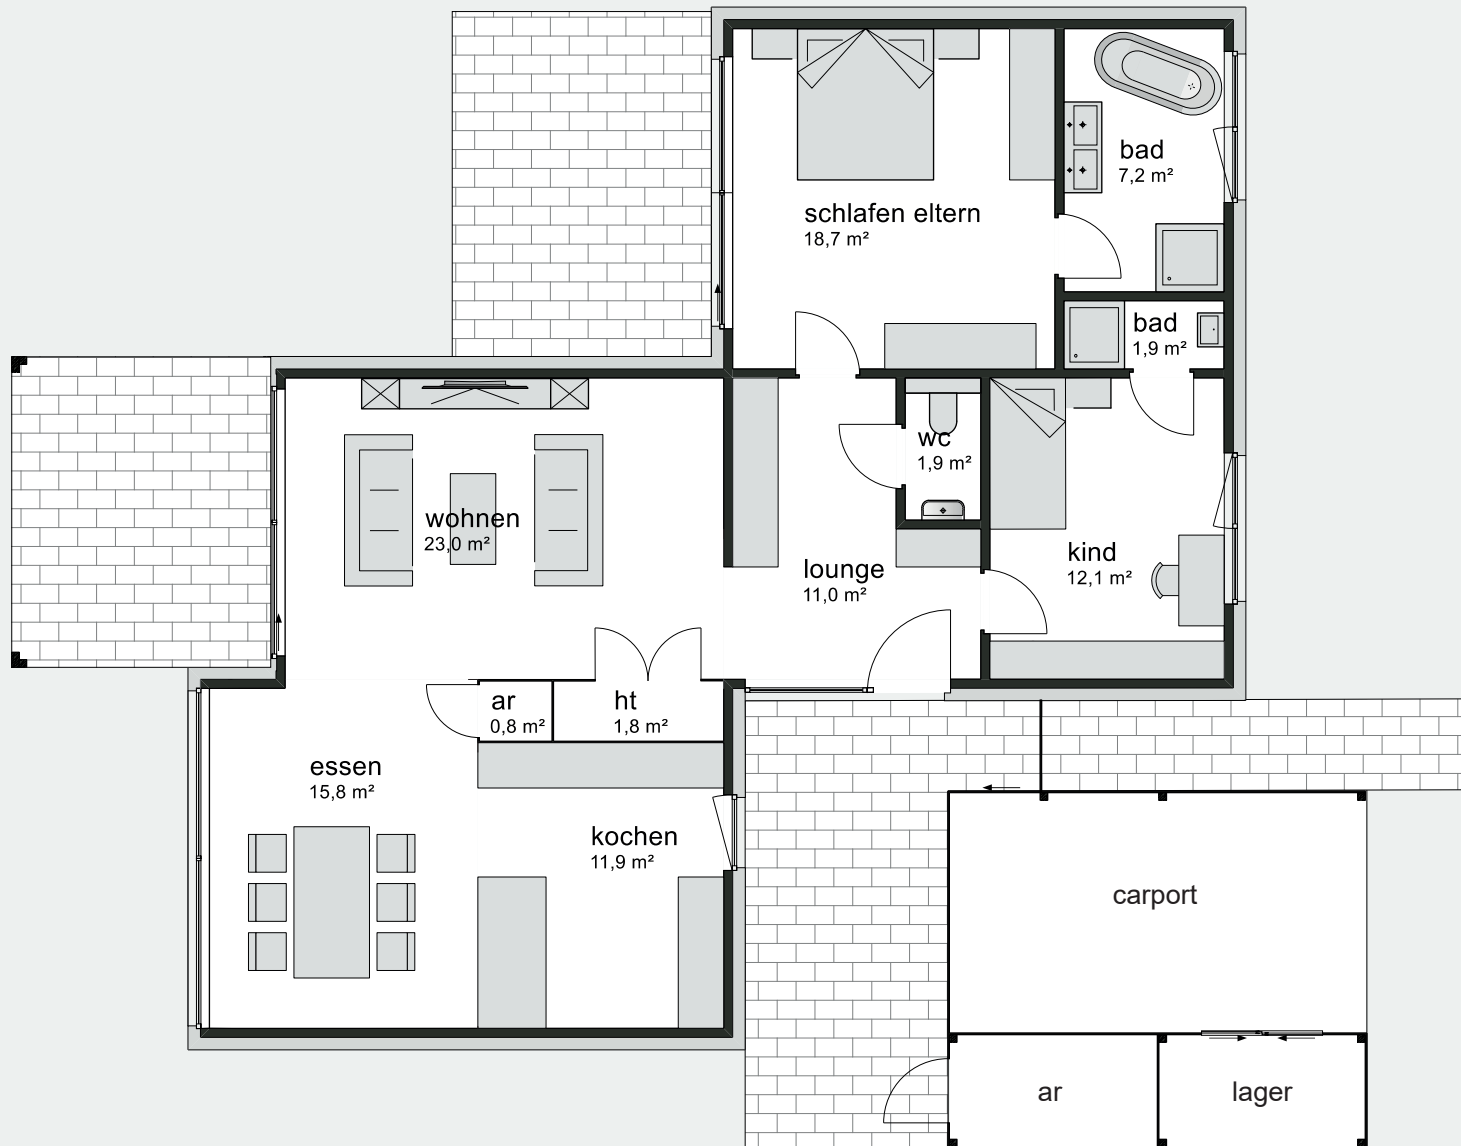 bad
7,2 m²
schlafen eltern
18,7 m²
bad
1,9 m²
wc
1,9 m²
wohnen
23,0 m²
kind
12,1 m²
lounge
11,0 m²
ar
0,8 m²
ht
1,8 m²
essen
15,8 m²
kochen
11,9 m²
carport
ar
lager